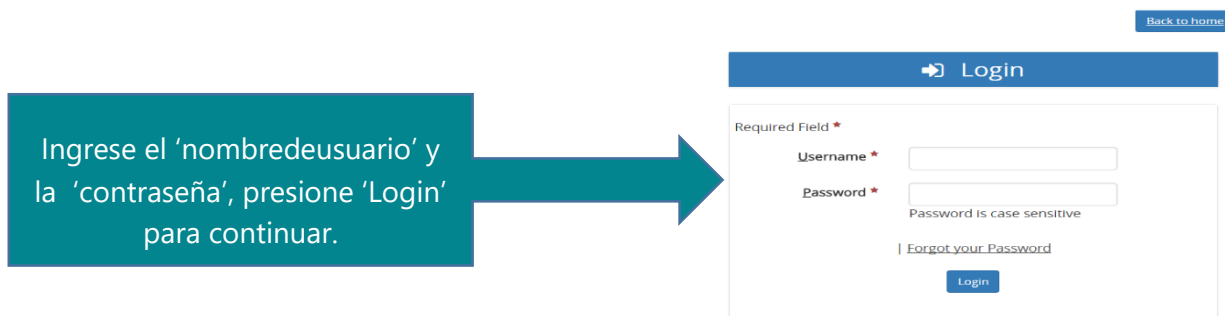 Back to home
Login
Ingrese el ‘nombredeusuario’ y
la ‘contraseña’, presione ‘Login’
para continuar.
Required Field *
Username *
Password *
Password is case sensitive
| Forgot your Password
Login